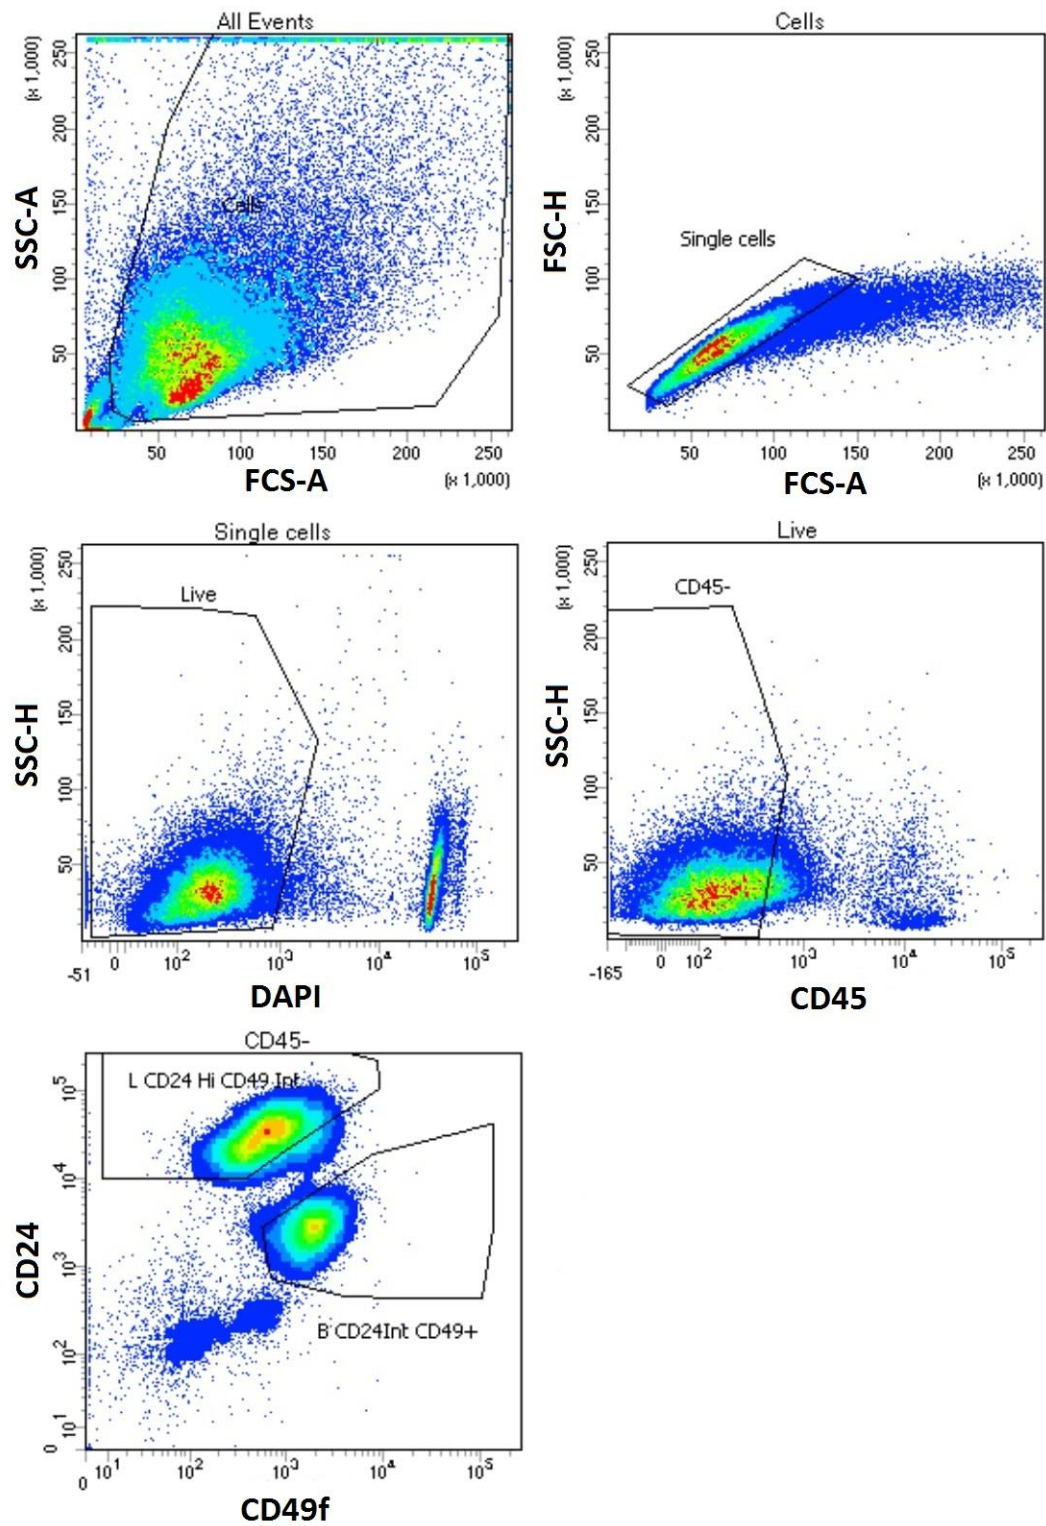 All Events
(x 1,000)
250
200
150
100
50
SSC-A
Cells
50 100 150 200 250
FCS-A (x 1,000)
Cells
(x 1,000)
250
200
150
100
50
FSC-H
Single cells
50 100 150 200 250
FCS-A (x 1,000)
Single cells
(x 1,000)
250
200
150
100
50
SSC-H
Live
-51 0 10² 10³ 10⁴ 10⁵
DAPI
Live
(x 1,000)
250
200
150
100
50
SSC-H
CD45-
-165 0 10² 10³ 10⁴ 10⁵
CD45
CD45-
L CD24 Hi CD49 Int
10⁵
10⁴
10³
10²
10¹
0
CD24
B CD24Int CD49+
0 10¹ 10² 10³ 10⁴ 10⁵
CD49f